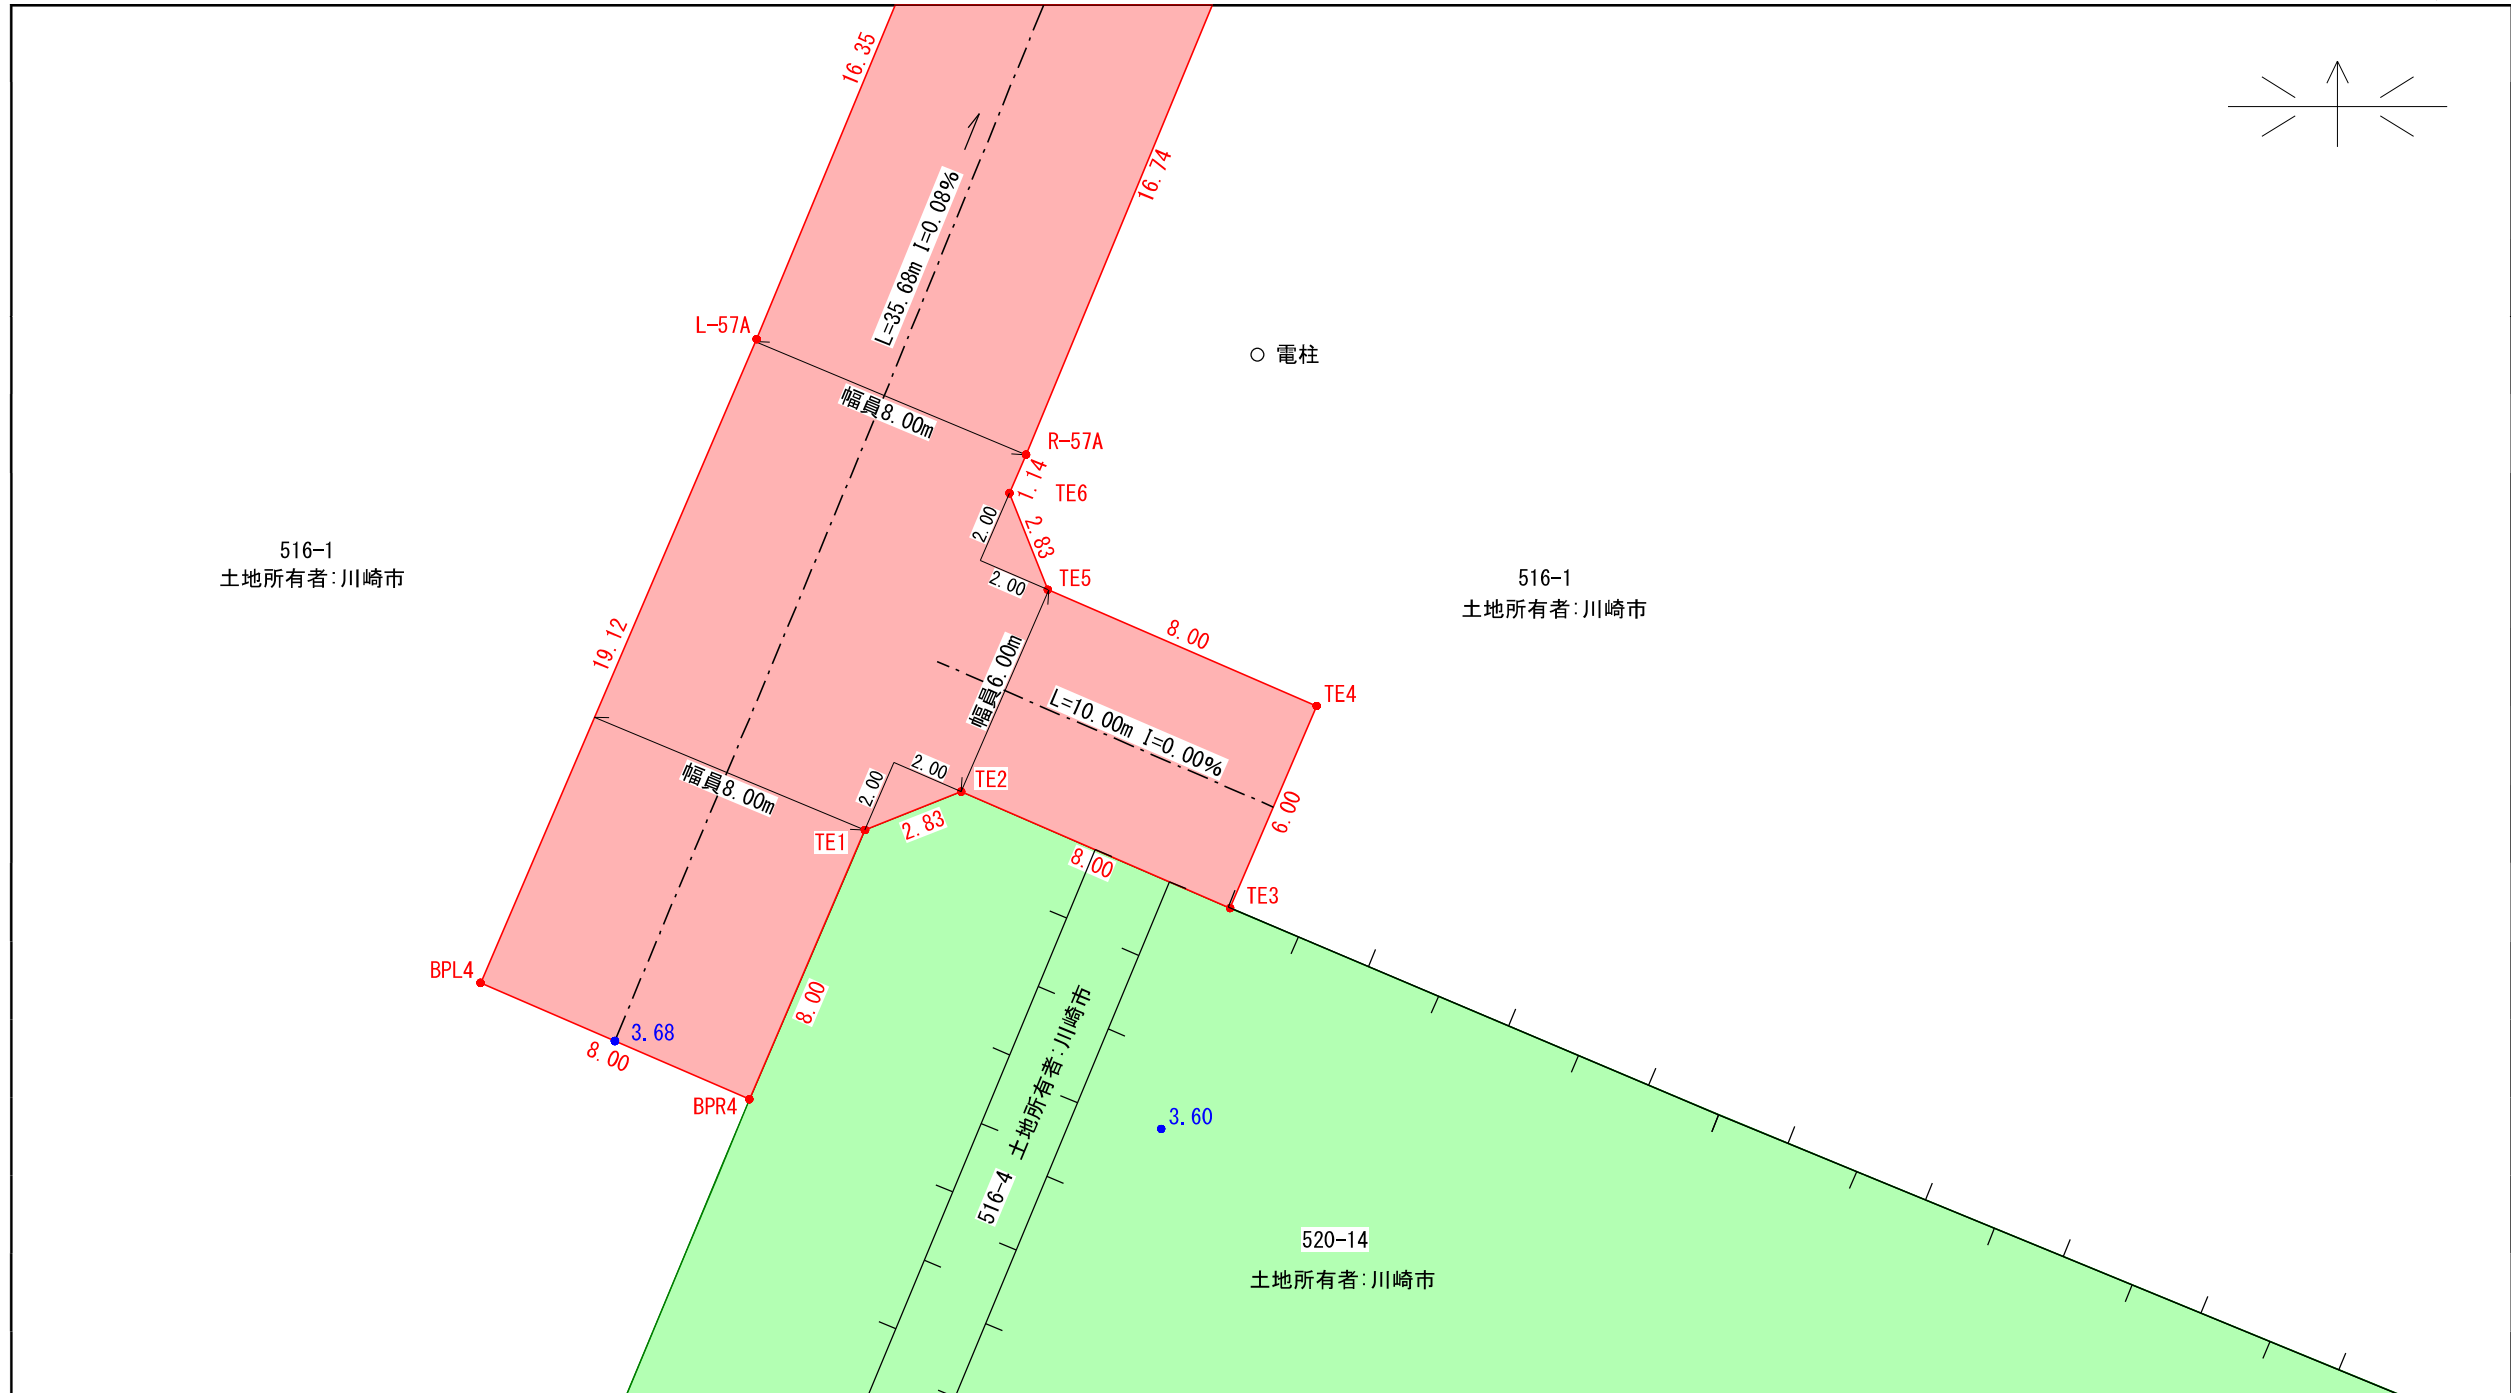 16.35
16.74
L=35.68m I=0.08%
L-57A
電柱
幅員8.00m
R-57A
1.14
TE6
2.00
2.83
516-1
土地所有者:川崎市
TE5
2.00
516-1
土地所有者:川崎市
19.12
8.00
幅員6.00m
TE4
L=10.00m I=0.00%
2.00
2.00
TE2
幅員8.00m
6.00
TE1
2.83
8.00
TE3
BPL4
8.00
3.68
8.00
BPR4
516-4 土地所有者:川崎市
3.60
520-14
土地所有者:川崎市